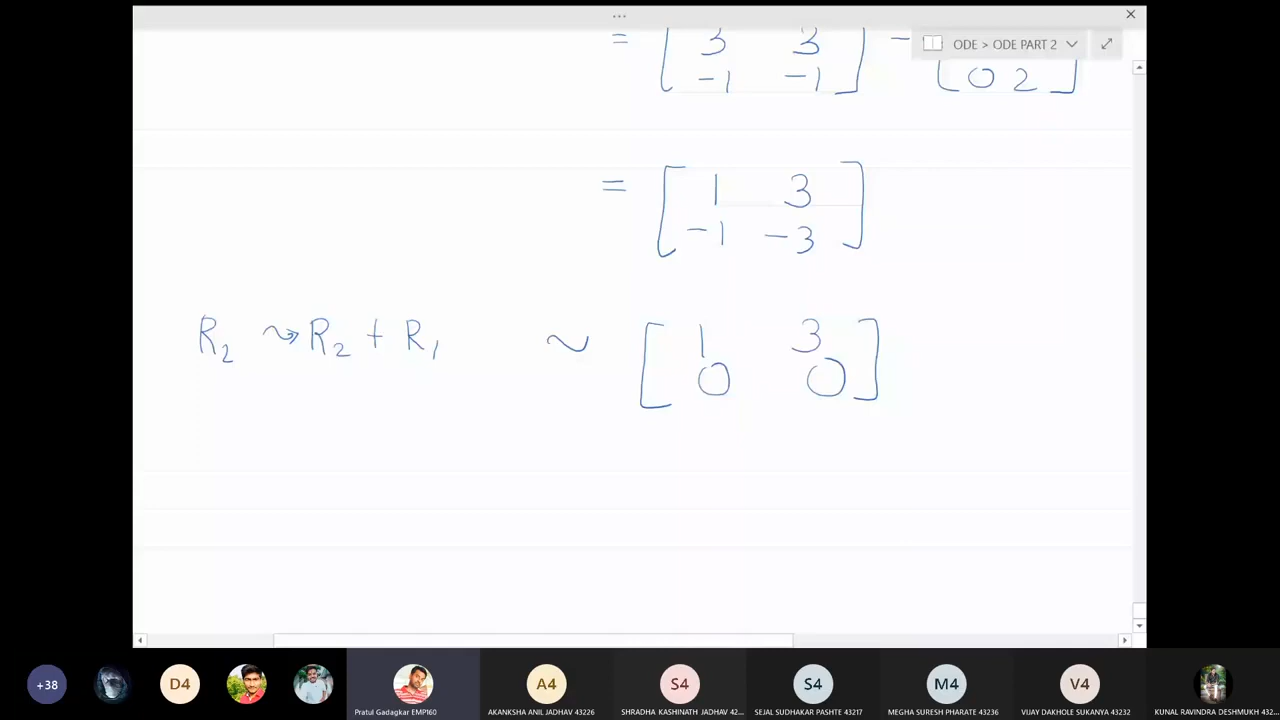 ODE > ODE PART 2
= [ 3 3 ] -
[ -1 -1 ] [ 0 2 ]
= [ 1 3 ]
[ -1 -3 ]
R₂ ⇝ R₂ + R₁ ~ [ 1 3 ]
[ 0 0 ]
+38 D4 A4 S4 S4 M4 V4
Pratul Gadagkar EMP160 AKANKSHA ANIL JADHAV 43226 SHRADHA KASHINATH JADHAV 42... SEJAL SUDHAKAR PASHTE 43217 MEGHA SURESH PHARATE 43236 VIJAY DAKHOLE SUKANYA 43232 KUNAL RAVINDRA DESHMUKH 432...